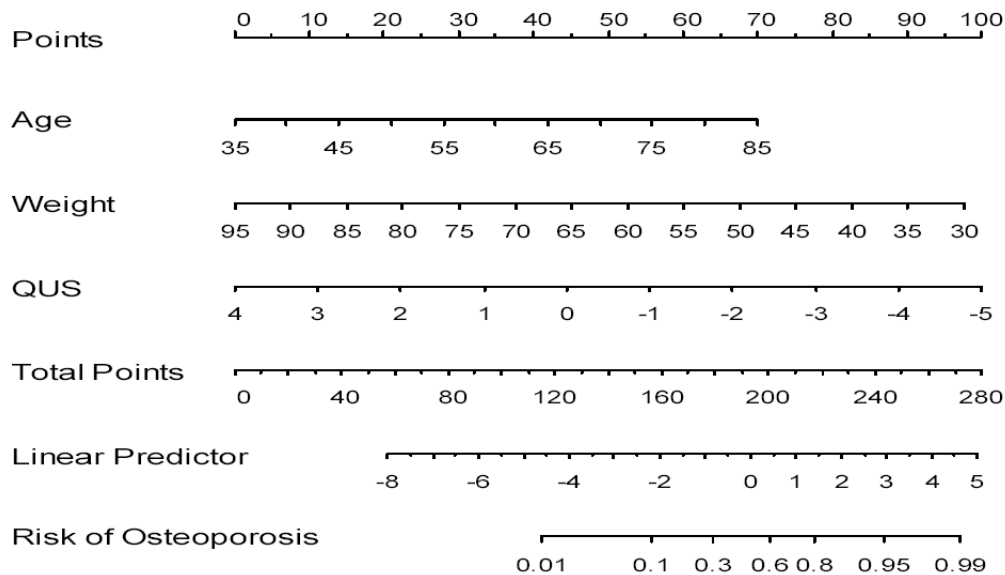 Points 0 10 20 30 40 50 60 70 80 90 100
Age 35 45 55 65 75 85
Weight 95 90 85 80 75 70 65 60 55 50 45 40 35 30
QUS 4 3 2 1 0 -1 -2 -3 -4 -5
Total Points 0 40 80 120 160 200 240 280
Linear Predictor -8 -6 -4 -2 0 1 2 3 4 5
Risk of Osteoporosis 0.01 0.1 0.3 0.6 0.8 0.95 0.99